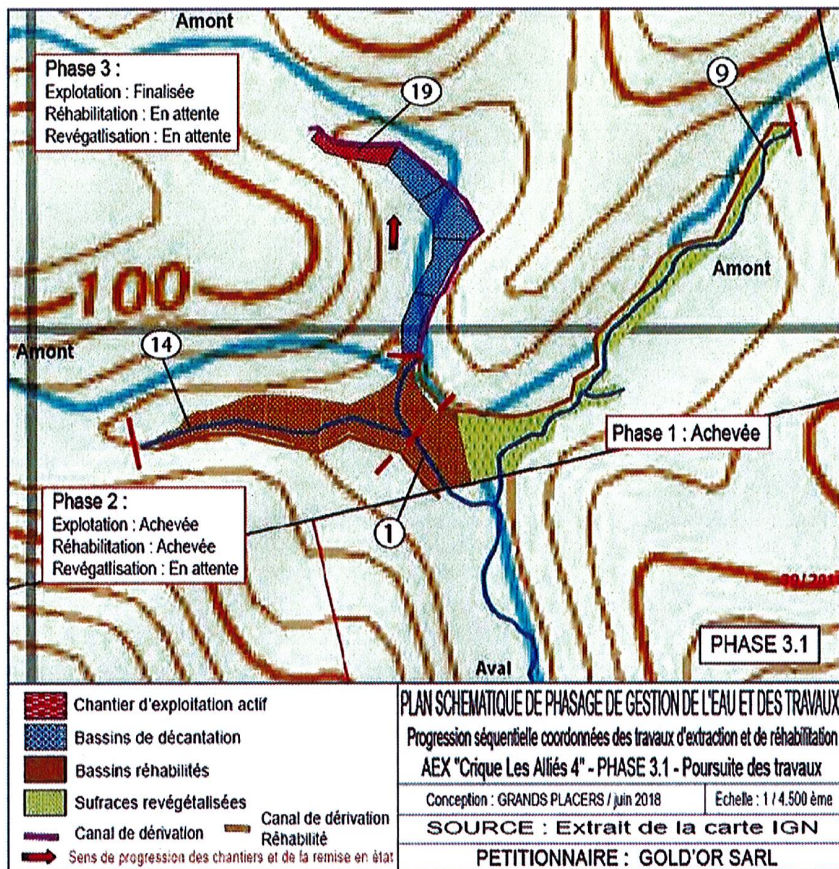 Amont
Phase 3 :
Explotation : Finalisée
Réhabilitation : En attente
Revégatlisation : En attente
19
9
Amont
100
Amont
14
Phase 1 : Achevée
Phase 2 :
Explotation : Achevée
Réhabilitation : Achevée
Revégatlisation : En attente
1
PHASE 3.1
Aval
Chantier d'exploitation actif
Bassins de décantation
Bassins réhabilités
Sufraces revégétalisées
Canal de dérivation
Canal de dérivation
Réhabilité
Sens de progression des chantiers et de la remise en état
PLAN SCHEMATIQUE DE PHASAGE DE GESTION DE L'EAU ET DES TRAVAUX
Progression séquentielle coordonnées des travaux d'extraction et de réhabilitation
AEX "Crique Les Alliés 4" - PHASE 3.1 - Poursuite des travaux
Conception : GRANDS PLACERS / juin 2018
Echelle : 1 / 4.500 ème
SOURCE : Extrait de la carte IGN
PETITIONNAIRE : GOLD'OR SARL